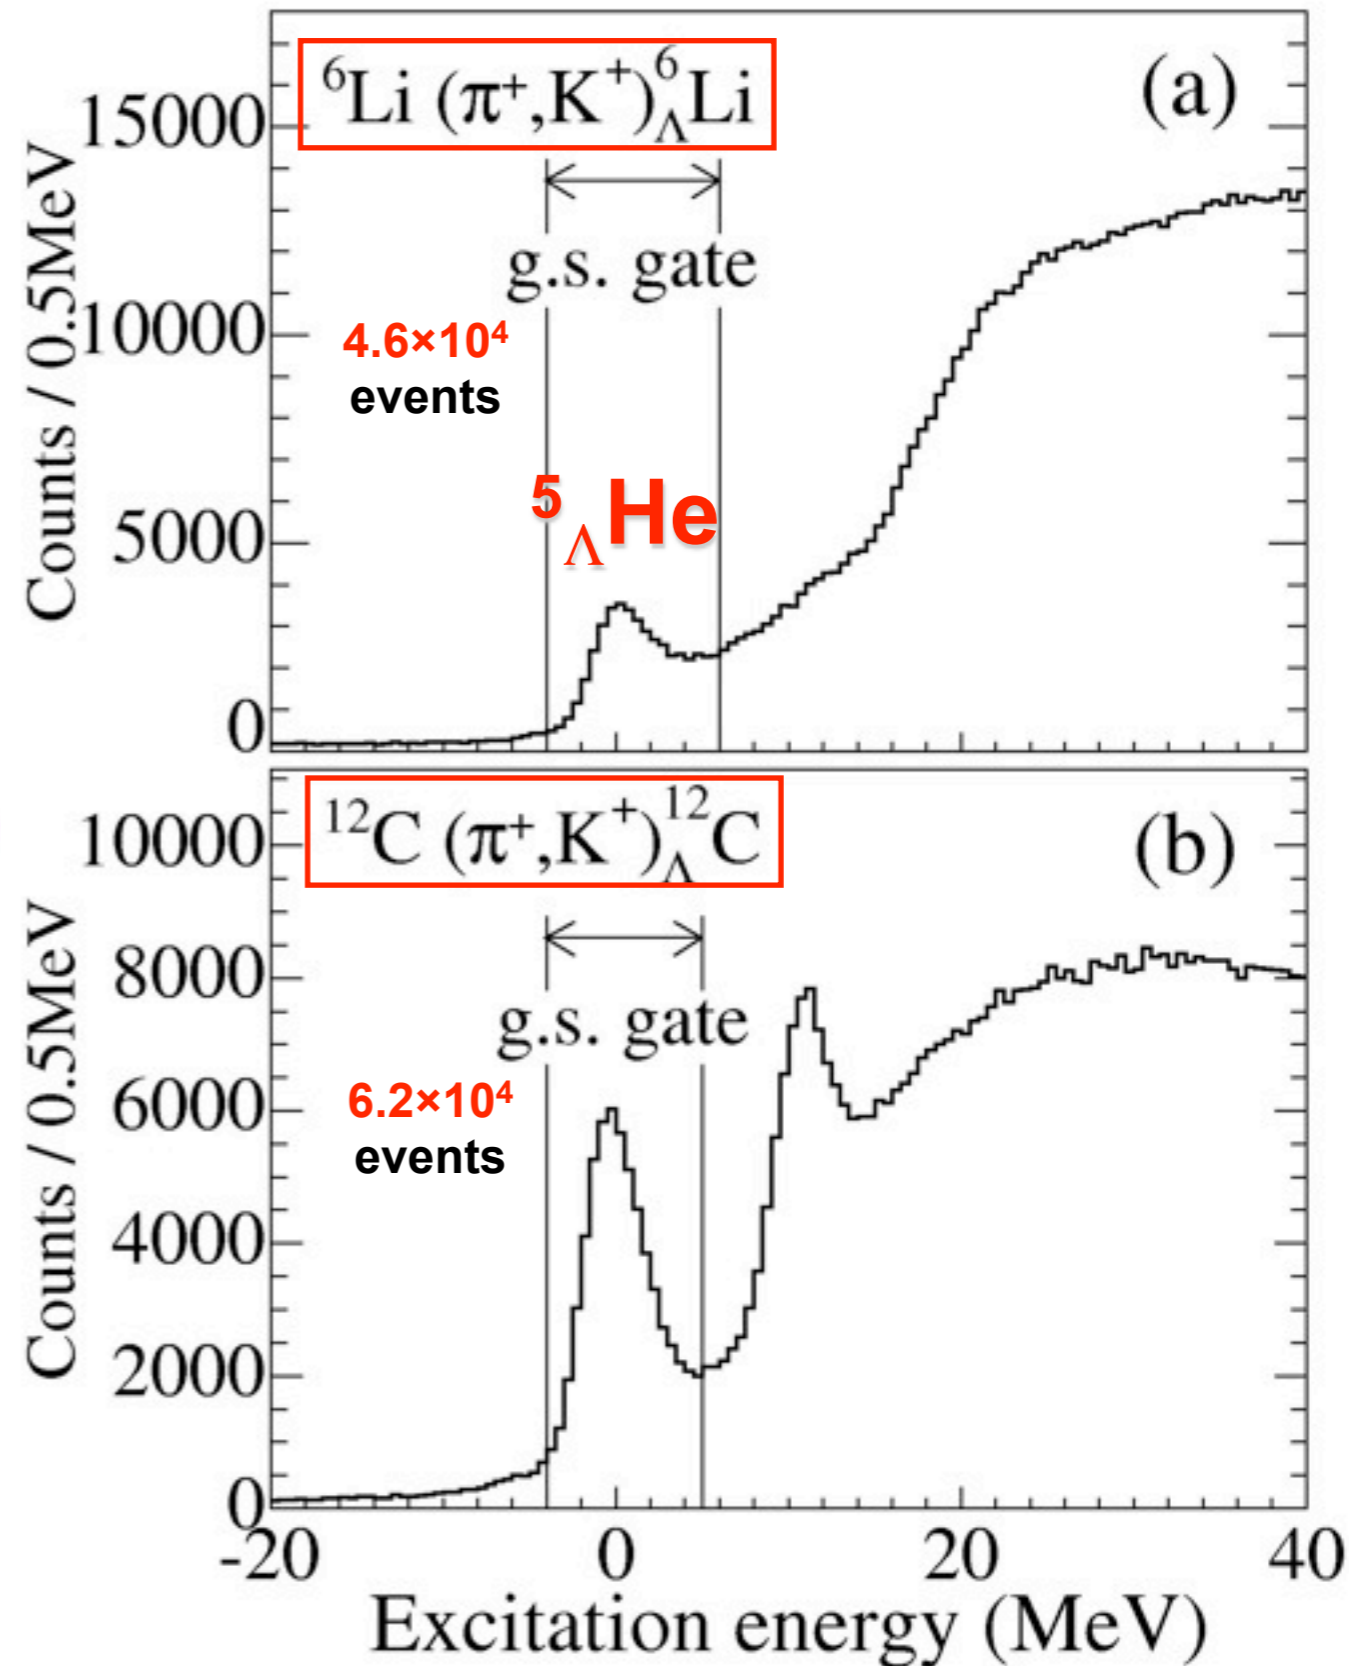 ⁶Li (π⁺,K⁺)⁶ΛLi
(a)
g.s. gate
4.6×10⁴
events
⁵ΛHe
15000
10000
5000
0
Counts / 0.5MeV
¹²C (π⁺,K⁺)¹²ΛC
(b)
g.s. gate
6.2×10⁴
events
10000
8000
6000
4000
2000
0
Counts / 0.5MeV
-20 0 20 40
Excitation energy (MeV)